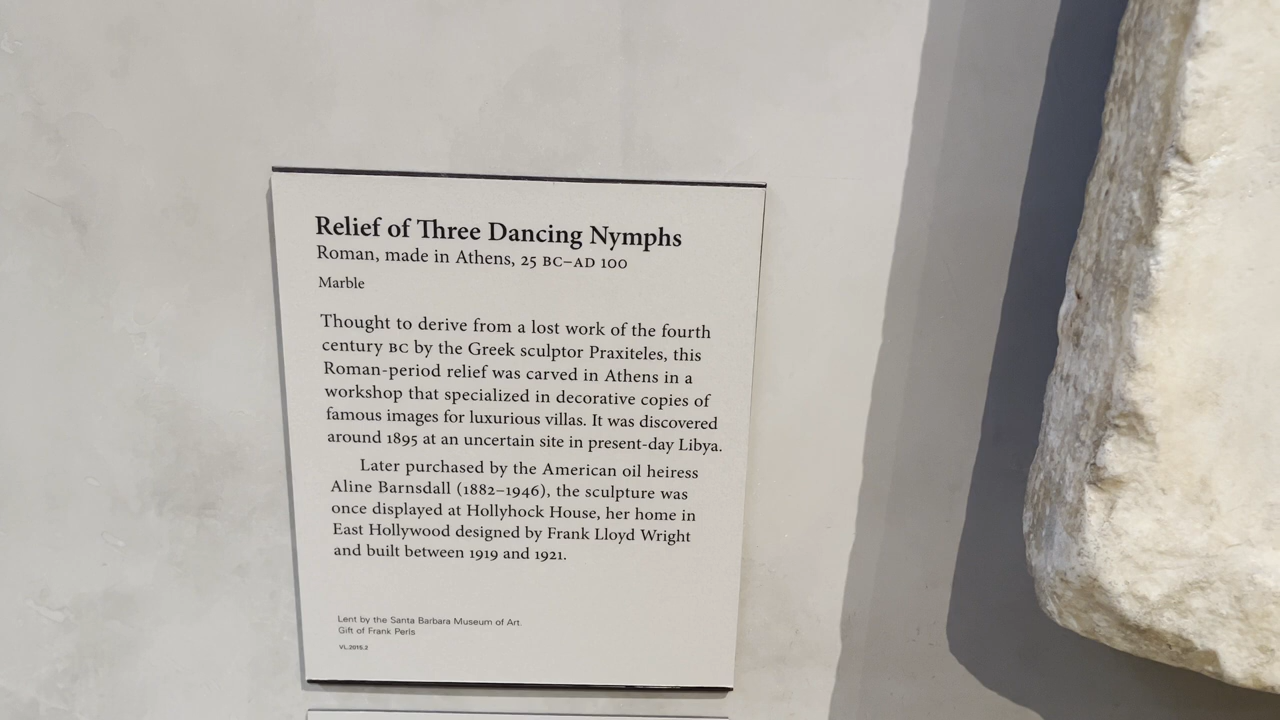 Relief of Three Dancing Nymphs
Roman, made in Athens, 25 BC–AD 100
Marble
Thought to derive from a lost work of the fourth
century BC by the Greek sculptor Praxiteles, this
Roman-period relief was carved in Athens in a
workshop that specialized in decorative copies of
famous images for luxurious villas. It was discovered
around 1895 at an uncertain site in present-day Libya.
Later purchased by the American oil heiress
Aline Barnsdall (1882–1946), the sculpture was
once displayed at Hollyhock House, her home in
East Hollywood designed by Frank Lloyd Wright
and built between 1919 and 1921.
Lent by the Santa Barbara Museum of Art.
Gift of Frank Perls
VL.2015.2